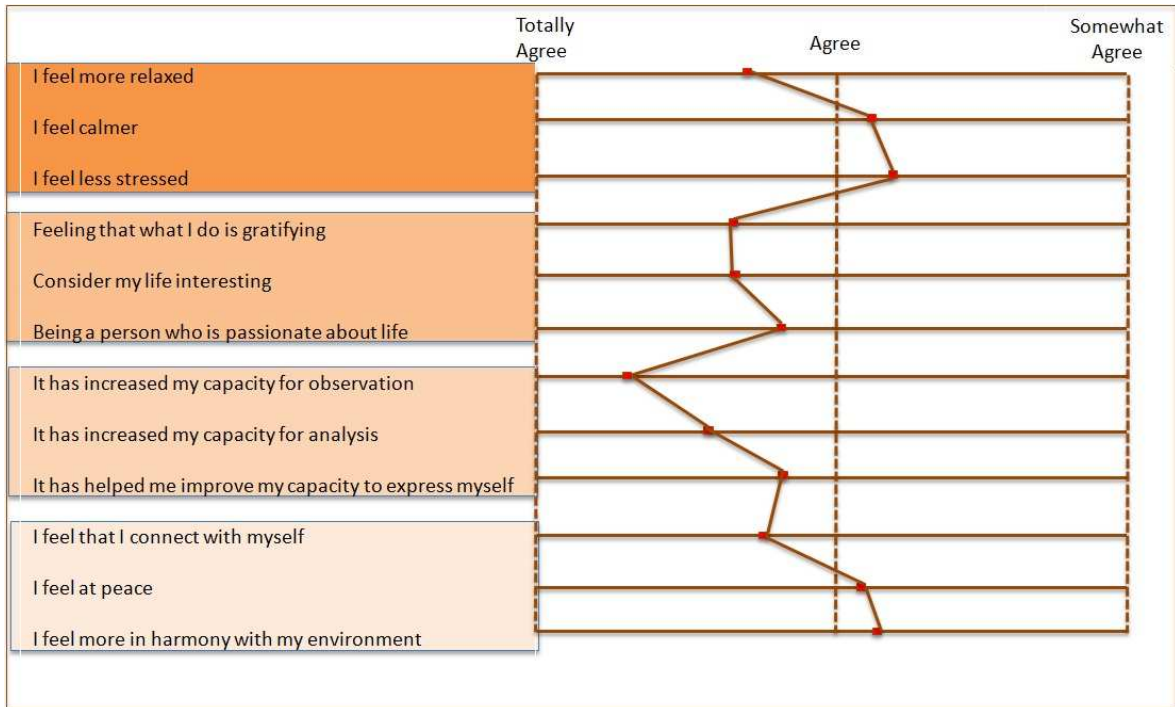 Totally
Agree
Agree
Somewhat
Agree
I feel more relaxed
I feel calmer
I feel less stressed
Feeling that what I do is gratifying
Consider my life interesting
Being a person who is passionate about life
It has increased my capacity for observation
It has increased my capacity for analysis
It has helped me improve my capacity to express myself
I feel that I connect with myself
I feel at peace
I feel more in harmony with my environment